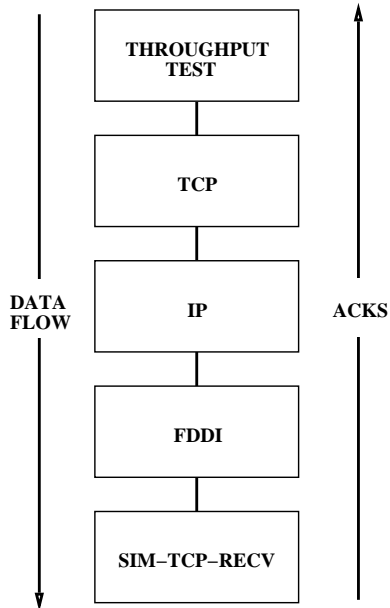 THROUGHPUT
TEST
TCP
DATA
FLOW
IP
ACKS
FDDI
SIM−TCP−RECV